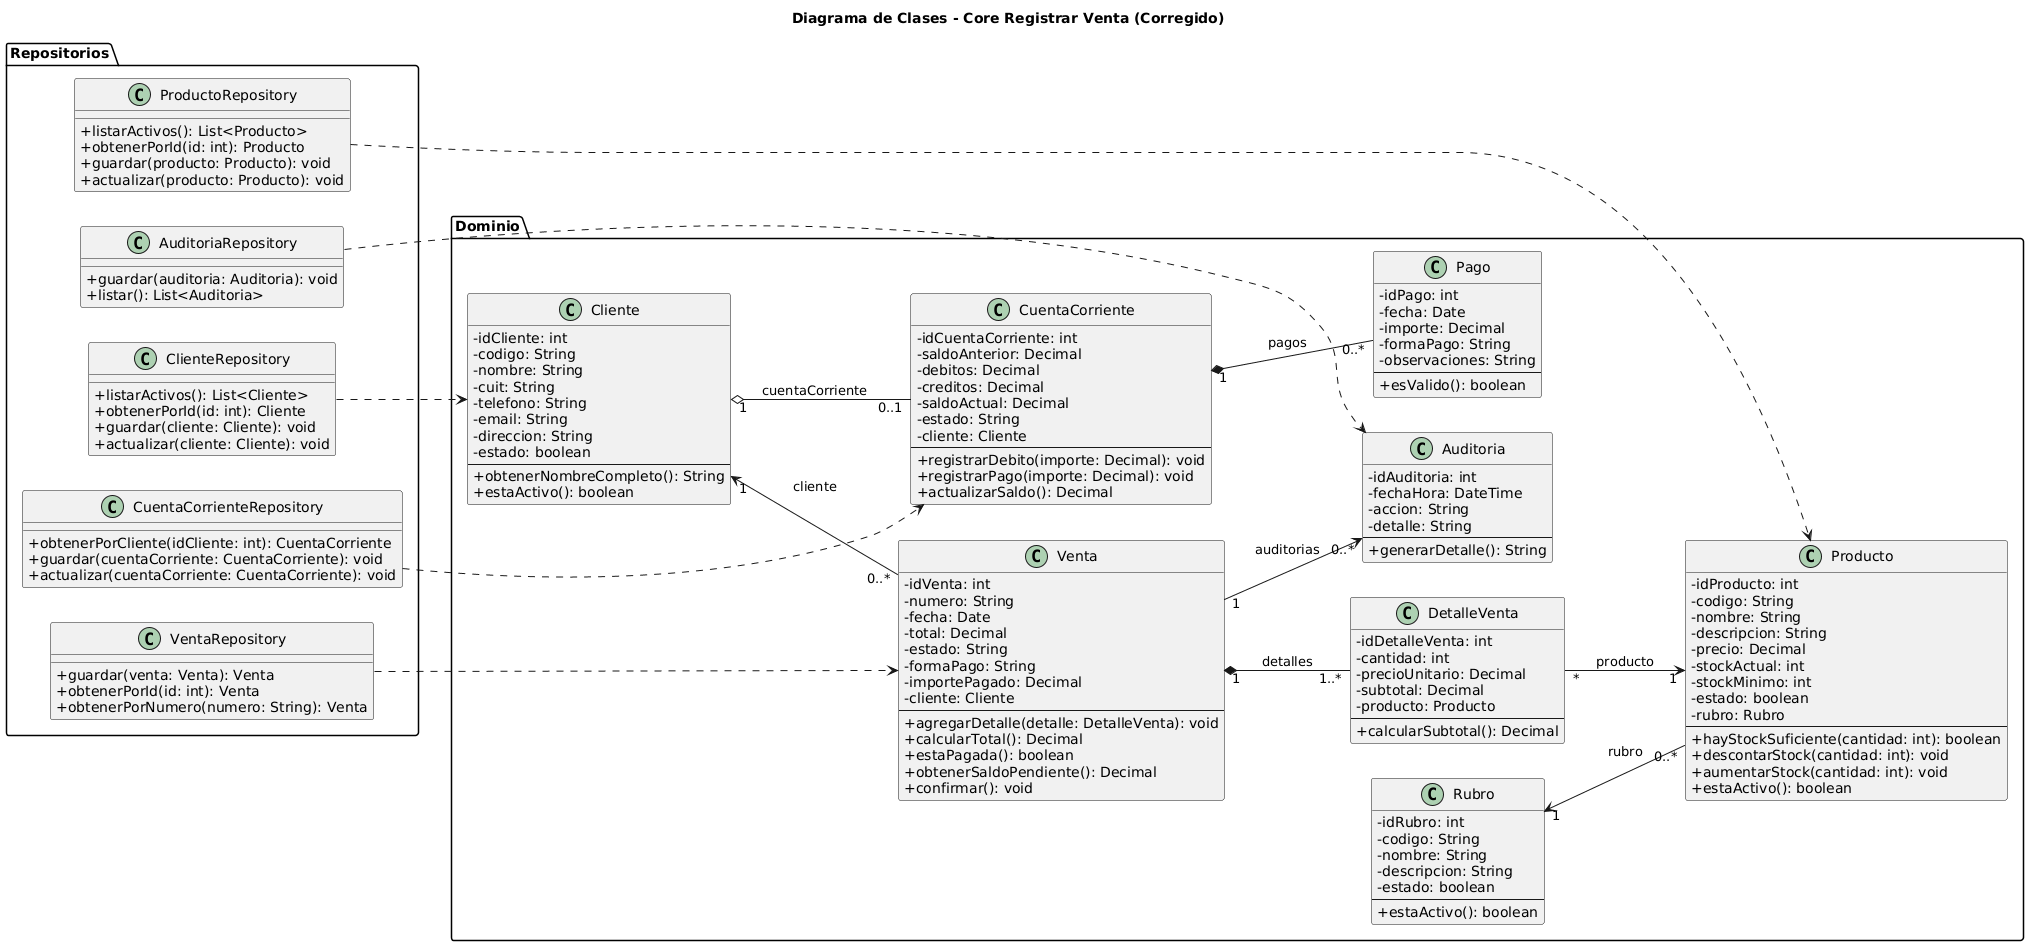 Diagrama de Clases - Core Registrar Venta (Corregido)
Repositorios
C ProductoRepository
+listarActivos(): List<Producto>
+obtenerPorId(id: int): Producto
+guardar(producto: Producto): void
+actualizar(producto: Producto): void
C AuditoriaRepository
+guardar(auditoria: Auditoria): void
+listar(): List<Auditoria>
C ClienteRepository
+listarActivos(): List<Cliente>
+obtenerPorId(id: int): Cliente
+guardar(cliente: Cliente): void
+actualizar(cliente: Cliente): void
C CuentaCorrienteRepository
+obtenerPorCliente(idCliente: int): CuentaCorriente
+guardar(cuentaCorriente: CuentaCorriente): void
+actualizar(cuentaCorriente: CuentaCorriente): void
C VentaRepository
+guardar(venta: Venta): Venta
+obtenerPorId(id: int): Venta
+obtenerPorNumero(numero: String): Venta
Dominio
C Cliente
-idCliente: int
-codigo: String
-nombre: String
-cuit: String
-telefono: String
-email: String
-direccion: String
-estado: boolean
+obtenerNombreCompleto(): String
+estaActivo(): boolean
cuentaCorriente
1
0..1
cliente
1
0..*
C CuentaCorriente
-idCuentaCorriente: int
-saldoAnterior: Decimal
-debitos: Decimal
-creditos: Decimal
-saldoActual: Decimal
-estado: String
-cliente: Cliente
+registrarDebito(importe: Decimal): void
+registrarPago(importe: Decimal): void
+actualizarSaldo(): Decimal
pagos
1
0..*
C Venta
-idVenta: int
-numero: String
-fecha: Date
-total: Decimal
-estado: String
-formaPago: String
-importePagado: Decimal
-cliente: Cliente
+agregarDetalle(detalle: DetalleVenta): void
+calcularTotal(): Decimal
+estaPagada(): boolean
+obtenerSaldoPendiente(): Decimal
+confirmar(): void
auditorias
1
0..*
detalles
1
1..*
C Pago
-idPago: int
-fecha: Date
-importe: Decimal
-formaPago: String
-observaciones: String
+esValido(): boolean
C Auditoria
-idAuditoria: int
-fechaHora: DateTime
-accion: String
-detalle: String
+generarDetalle(): String
C DetalleVenta
-idDetalleVenta: int
-cantidad: int
-precioUnitario: Decimal
-subtotal: Decimal
-producto: Producto
+calcularSubtotal(): Decimal
producto
*
1
C Rubro
-idRubro: int
-codigo: String
-nombre: String
-descripcion: String
-estado: boolean
+estaActivo(): boolean
rubro
0..*
1
C Producto
-idProducto: int
-codigo: String
-nombre: String
-descripcion: String
-precio: Decimal
-stockActual: int
-stockMinimo: int
-estado: boolean
-rubro: Rubro
+hayStockSuficiente(cantidad: int): boolean
+descontarStock(cantidad: int): void
+aumentarStock(cantidad: int): void
+estaActivo(): boolean